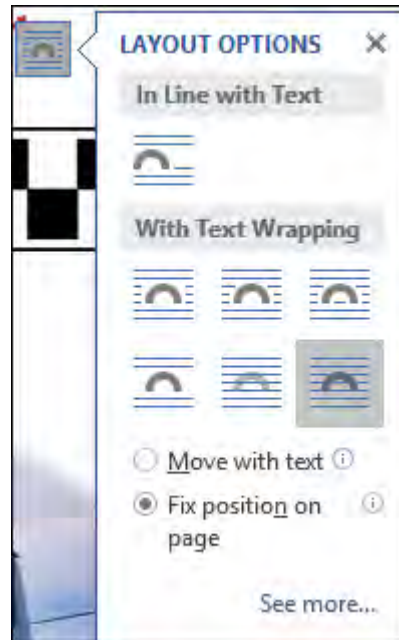 LAYOUT OPTIONS
In Line with Text
With Text Wrapping
Move with text
Fix position on
page
See more...